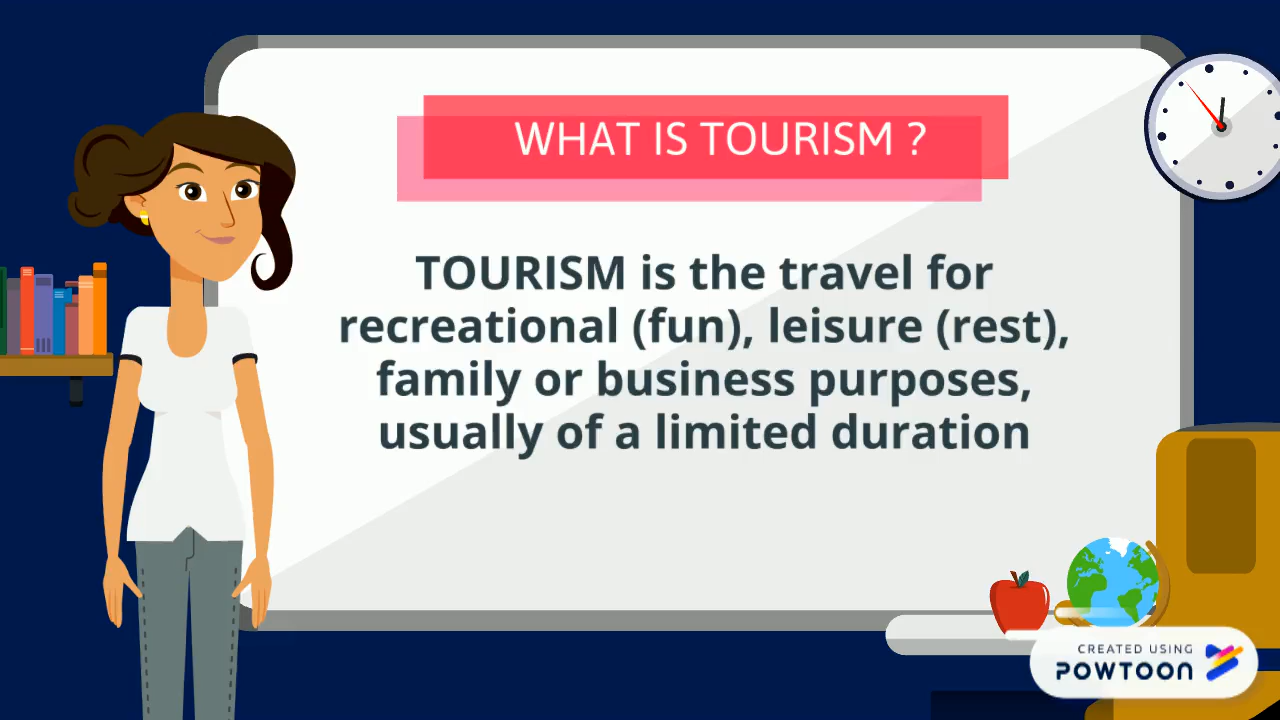 WHAT IS TOURISM ?
TOURISM is the travel for
recreational (fun), leisure (rest),
family or business purposes,
usually of a limited duration
CREATED USING
POWTOON